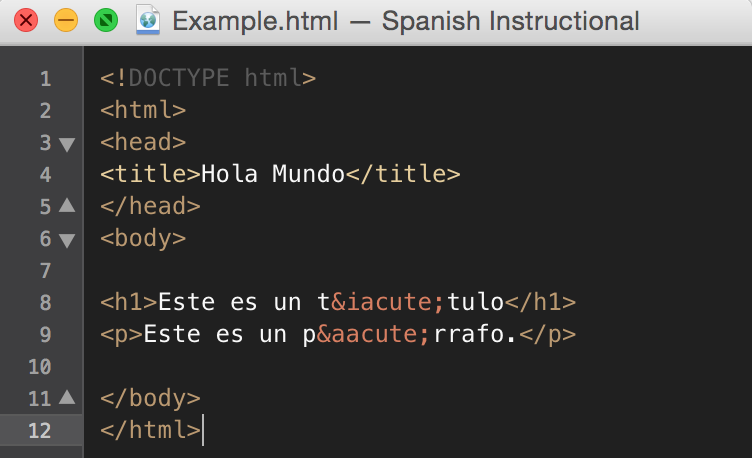 Example.html — Spanish Instructional
1 <!DOCTYPE html>
2 <html>
3 <head>
4 <title>Hola Mundo</title>
5 </head>
6 <body>
7
8 <h1>Este es un t&iacute;tulo</h1>
9 <p>Este es un p&aacute;rrafo.</p>
10
11 </body>
12 </html>